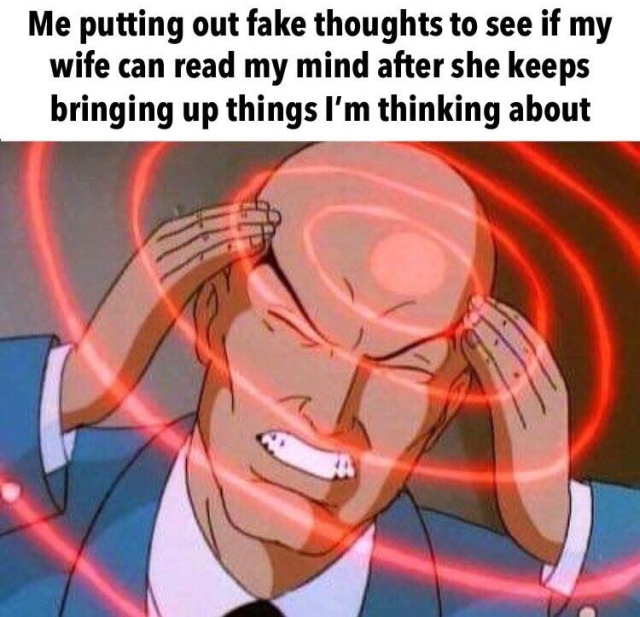 Me putting out fake thoughts to see if my
wife can read my mind after she keeps
bringing up things I’m thinking about